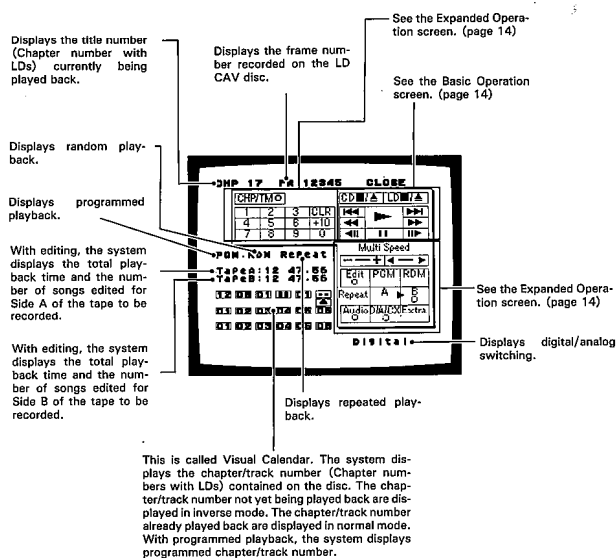 See the Expanded Opera-
tion screen. (page 14)
Displays the title number
(Chapter number with
LDs) currently being
played back.
Displays the frame num-
ber recorded on the LD
CAV disc.
See the Basic Operation
screen. (page 14)
Displays random play-
back.
Displays programmed
playback.
With editing, the system
displays the total play-
back time and the num-
ber of songs edited for
Side A of the tape to be
recorded.
With editing, the system
displays the total play-
back time and the num-
ber of songs edited for
Side B of the tape to be
recorded.
CHP 17 FR 12345 CLOSE
CHP/TM
CD■/▲ LD■/▲
1 2 3 CLR
4 5 6 +10
7 8 9 0
Multi Speed
PGM RDM Repeat
TapeA:12 47.56
TapeB:12 47.56
Edit PGM RDM
Repeat A B
Audio D/A/CX Extra
Digital
See the Expanded Opera-
tion screen. (page 14)
Displays digital/analog
switching.
Displays repeated play-
back.
This is called Visual Calendar. The system dis-
plays the chapter/track number (Chapter num-
bers with LDs) contained on the disc. The chap-
ter/track number not yet being played back are dis-
played in inverse mode. The chapter/track number
already played back are displayed in normal mode.
With programmed playback, the system displays
programmed chapter/track number.